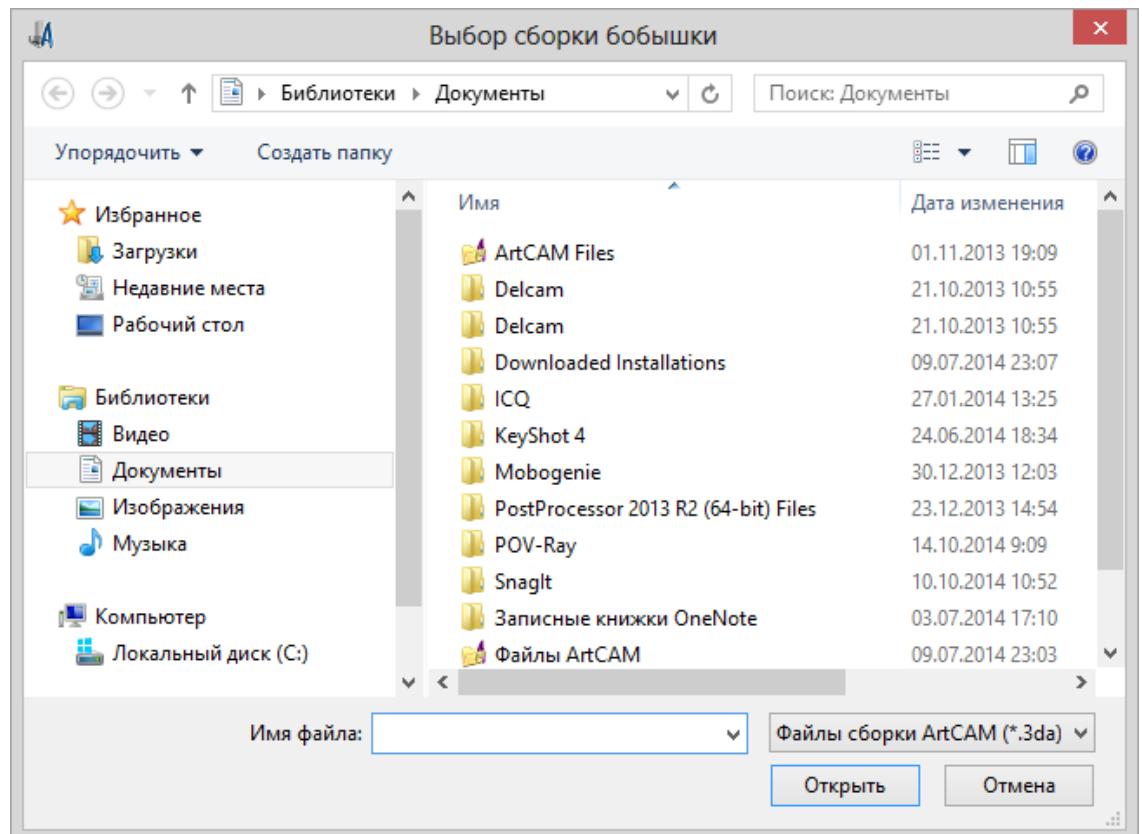 Выбор сборки бобышки
Библиотеки Документы Поиск: Документы
Упорядочить Создать папку
Имя Дата изменения
Избранное
Загрузки
Недавние места
Рабочий стол
Библиотеки
Видео
Документы
Изображения
Музыка
Компьютер
Локальный диск (C:)
ArtCAM Files 01.11.2013 19:09
Delcam 21.10.2013 10:55
Delcam 21.10.2013 10:55
Downloaded Installations 09.07.2014 23:07
ICQ 27.01.2014 13:25
KeyShot 4 24.06.2014 18:34
Mobogenie 30.12.2013 12:03
PostProcessor 2013 R2 (64-bit) Files 23.12.2013 14:54
POV-Ray 14.10.2014 9:09
SnagIt 10.10.2014 10:52
Записные книжки OneNote 03.07.2014 17:10
Файлы ArtCAM 09.07.2014 23:03
Имя файла: Файлы сборки ArtCAM (*.3da)
Открыть Отмена